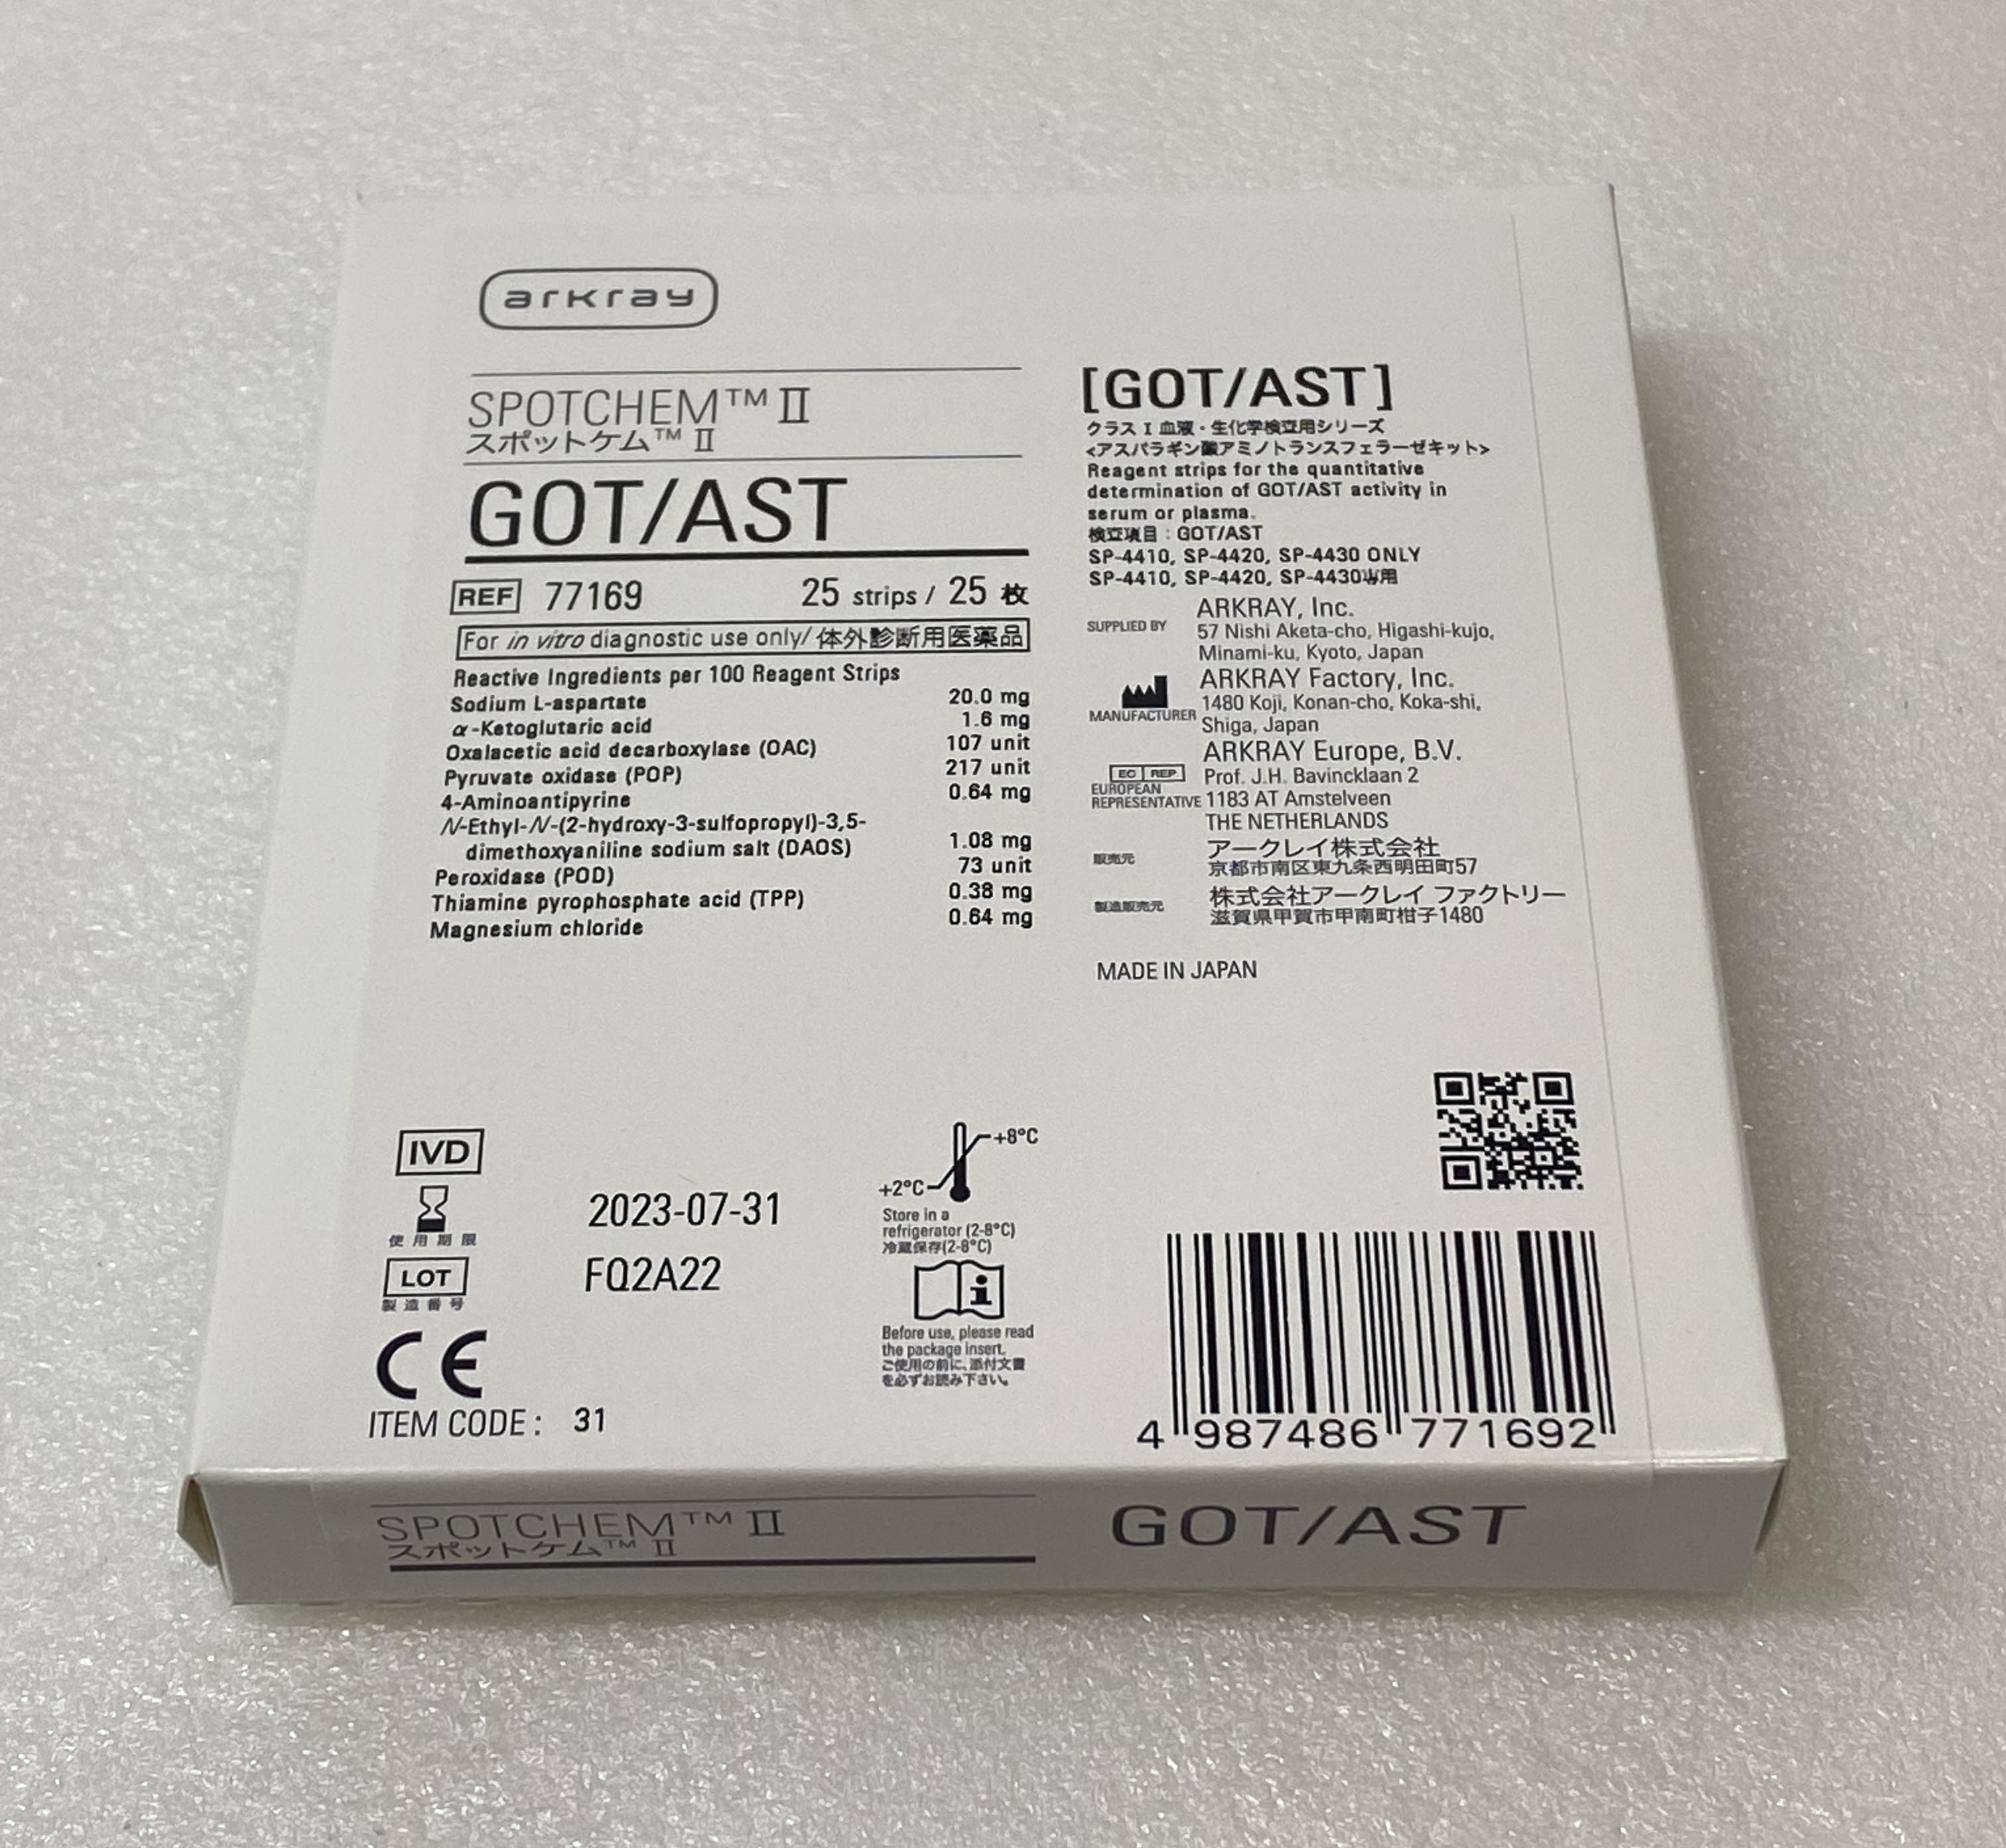 arkray
SPOTCHEM™ II
スポットケム™ II
GOT/AST
REF 77169 25 strips / 25 枚
For in vitro diagnostic use only/ 体外診断用医薬品
Reactive Ingredients per 100 Reagent Strips
Sodium L-aspartate 20.0 mg
α-Ketoglutaric acid 1.6 mg
Oxalacetic acid decarboxylase (OAC) 107 unit
Pyruvate oxidase (POP) 217 unit
4-Aminoantipyrine 0.64 mg
N-Ethyl-N-(2-hydroxy-3-sulfopropyl)-3,5-
dimethoxyaniline sodium salt (DAOS) 1.08 mg
Peroxidase (POD) 73 unit
Thiamine pyrophosphate acid (TPP) 0.38 mg
Magnesium chloride 0.64 mg
[GOT/AST]
クラス I 血液・生化学検査用シリーズ
<アスパラギン酸アミノトランスフェラーゼキット>
Reagent strips for the quantitative
determination of GOT/AST activity in
serum or plasma.
検査項目 : GOT/AST
SP-4410, SP-4420, SP-4430 ONLY
SP-4410, SP-4420, SP-4430専用
SUPPLIED BY ARKRAY, Inc.
57 Nishi Aketa-cho, Higashi-kujo,
Minami-ku, Kyoto, Japan
MANUFACTURER ARKRAY Factory, Inc.
1480 Koji, Konan-cho, Koka-shi,
Shiga, Japan
EC REP
EUROPEAN
REPRESENTATIVE
ARKRAY Europe, B.V.
Prof. J.H. Bavincklaan 2
1183 AT Amstelveen
THE NETHERLANDS
販売元 アークレイ株式会社
京都市南区東九条西明田町57
製造販売元 株式会社アークレイ ファクトリー
滋賀県甲賀市甲南町柑子1480
MADE IN JAPAN
IVD
使用期限 2023-07-31
LOT FQ2A22
製造番号
CE
ITEM CODE : 31
+8°C
+2°C
Store in a
refrigerator (2-8°C)
冷蔵保存(2-8°C)
i
Before use, please read
the package insert.
ご使用の前に、添付文書
を必ずお読み下さい。
4 987486 771692
SPOTCHEM™ II
スポットケム™ II
GOT/AST